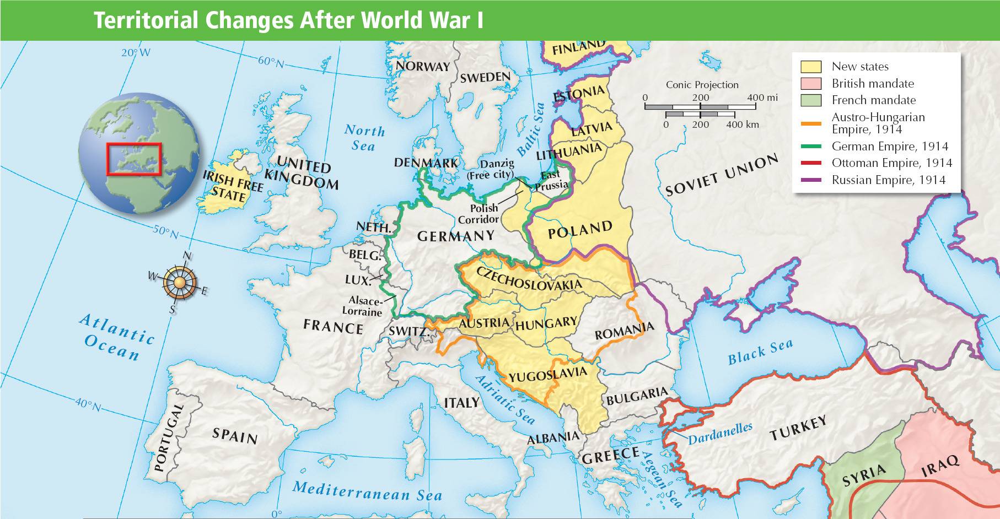 Territorial Changes After World War I
20°W
60°N
NORWAY
SWEDEN
FINLAND
Conic Projection
0 200 400 mi
0 200 400 km
New states
British mandate
French mandate
Austro-Hungarian
Empire, 1914
German Empire, 1914
Ottoman Empire, 1914
Russian Empire, 1914
ESTONIA
LATVIA
LITHUANIA
Baltic Sea
North
Sea
DENMARK
Danzig
(Free city)
East
Prussia
UNITED
KINGDOM
IRISH FREE
STATE
SOVIET UNION
Polish
Corridor
NETH.
GERMANY
POLAND
50°N
BELG.
LUX.
CZECHOSLOVAKIA
N
W
E
S
Alsace-
Lorraine
FRANCE
SWITZ.
AUSTRIA
HUNGARY
ROMANIA
Atlantic
Ocean
Black Sea
YUGOSLAVIA
Adriatic Sea
ITALY
BULGARIA
40°N
PORTUGAL
SPAIN
ALBANIA
GREECE
Dardanelles
TURKEY
Aegean Sea
SYRIA
IRAQ
Mediterranean Sea
0°